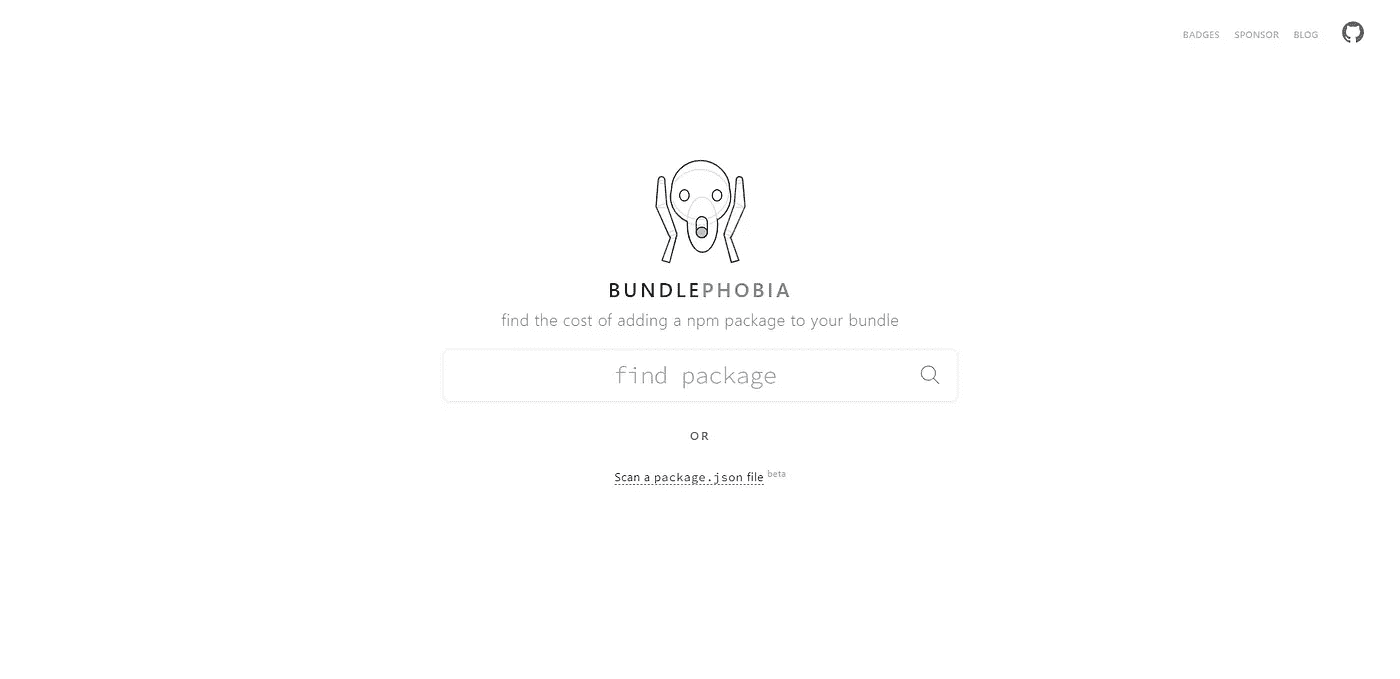 BADGES SPONSOR BLOG
BUNDLEPHOBIA
find the cost of adding a npm package to your bundle
find package
OR
Scan a package.json file beta